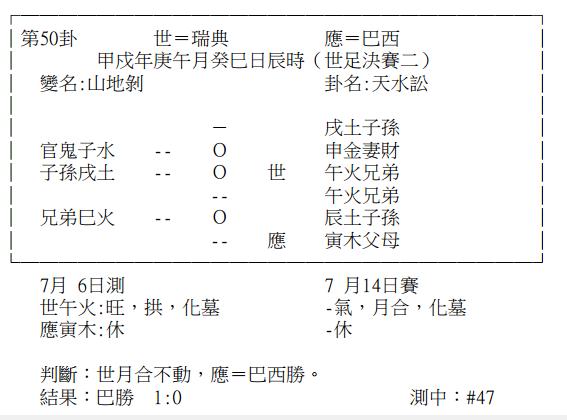 第50卦 世＝瑞典 應＝巴西
甲戌年庚午月癸巳日辰時（世足決賽二）
變名:山地剝 卦名:天水訟
— 戌土子孫
官鬼子水 -- O 申金妻財
子孫戌土 -- O 世 午火兄弟
-- 午火兄弟
兄弟巳火 -- O 辰土子孫
-- 應 寅木父母
7月 6日測 7 月14日賽
世午火:旺，拱，化墓 -氣，月合，化墓
應寅木:休 -休
判斷：世月合不動，應＝巴西勝。
結果：巴勝 1:0 測中：#47